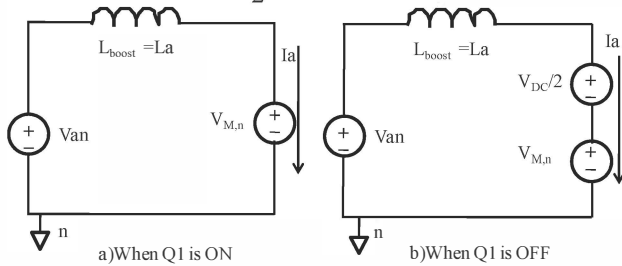 2
L_boost =La
Ia
V_M,n
Van
n
a)When Q1 is ON
L_boost =La
Ia
V_DC/2
Van
V_M,n
n
b)When Q1 is OFF